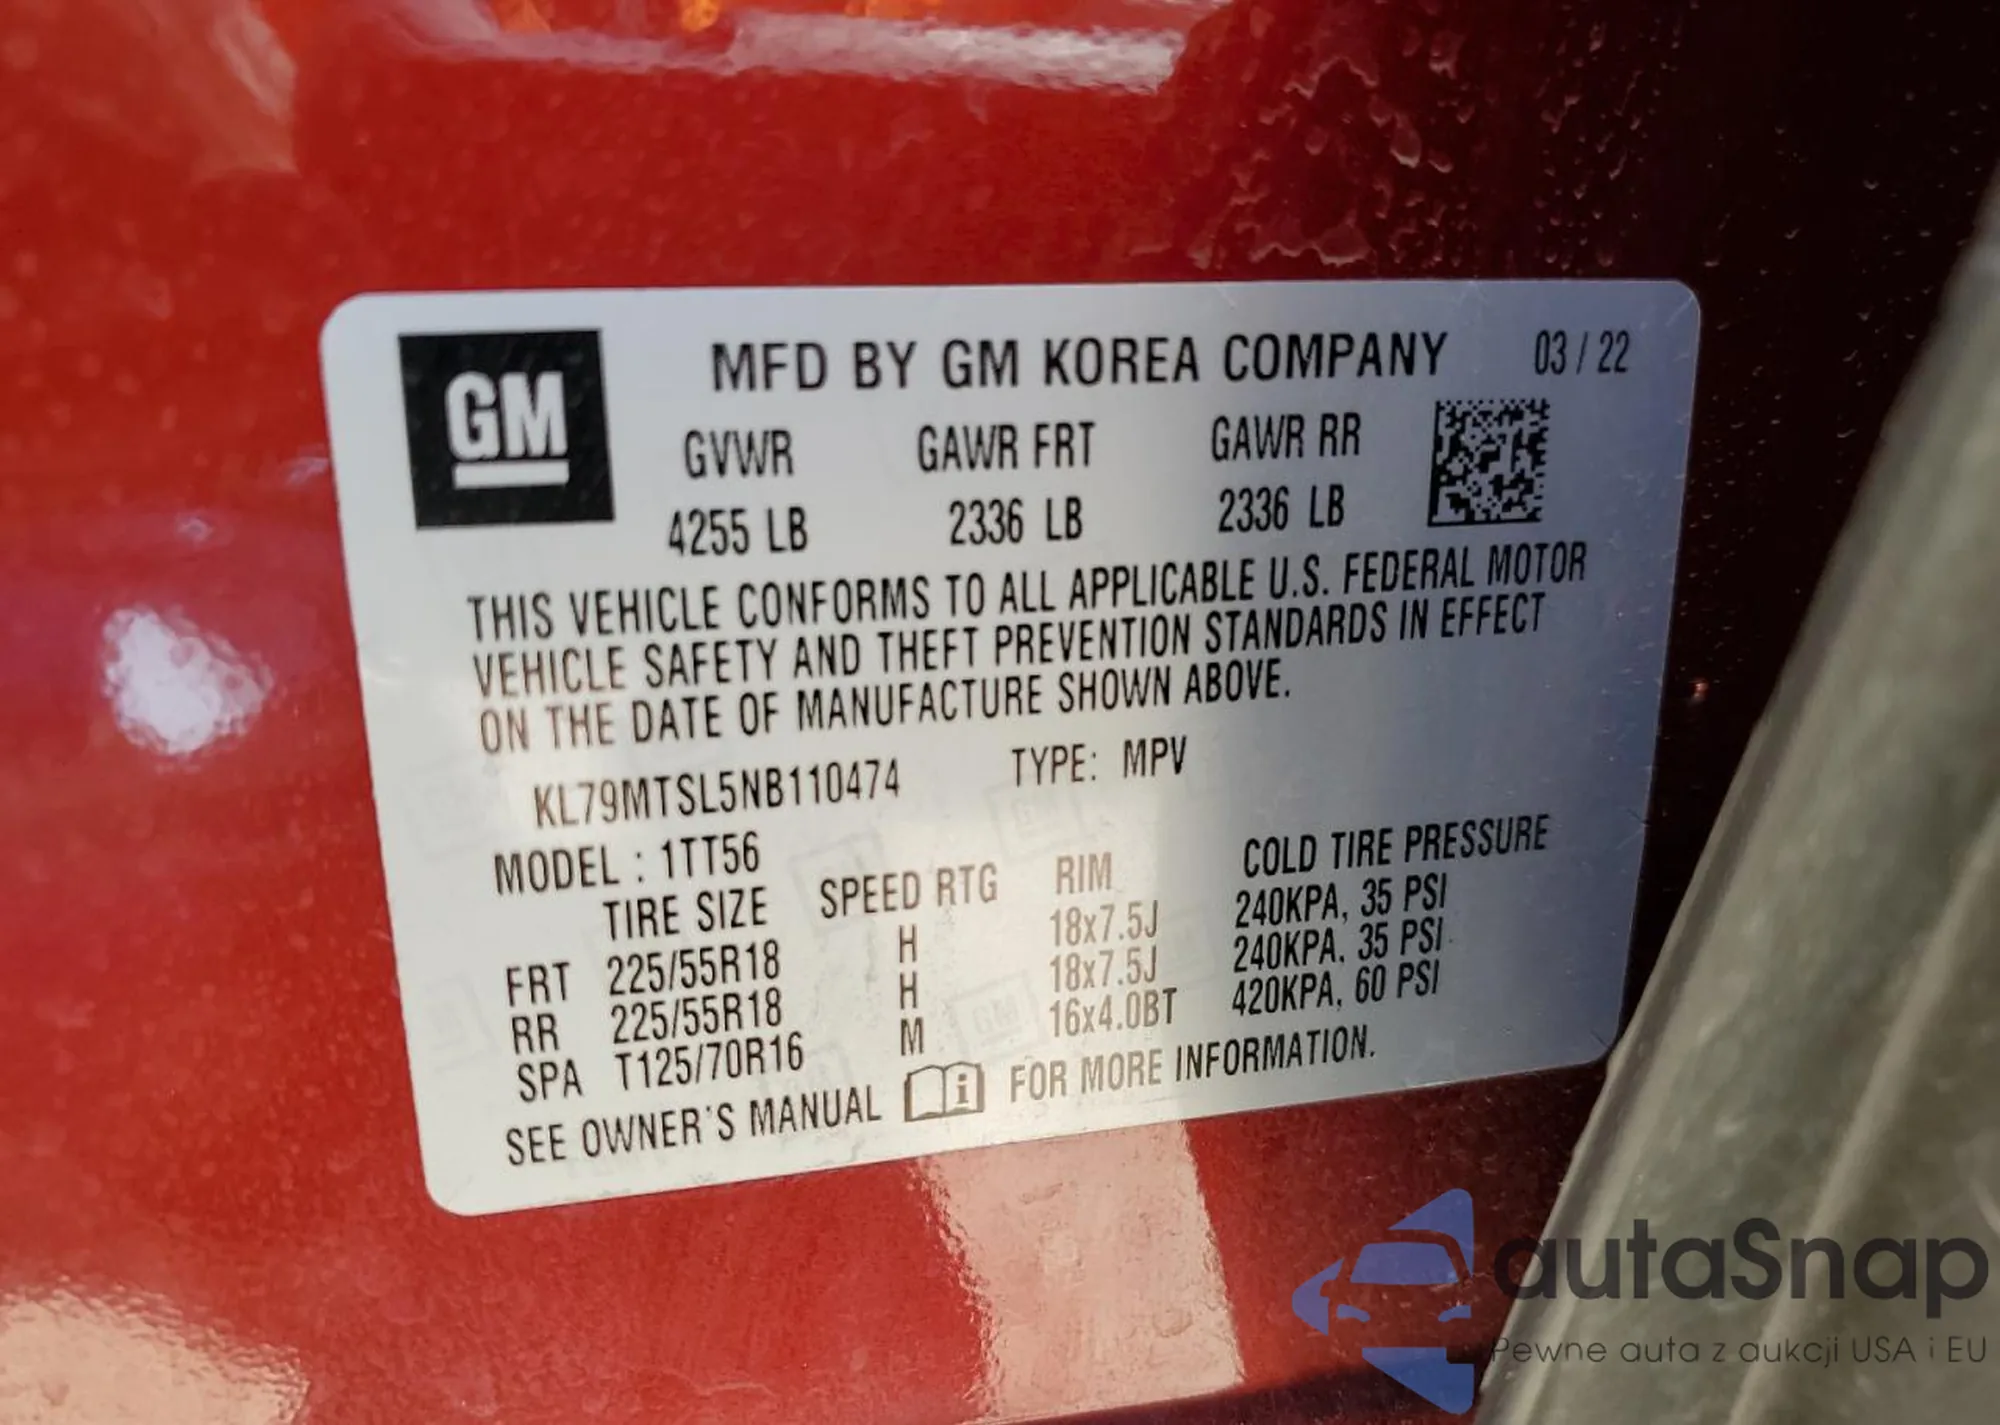 GM
MFD BY GM KOREA COMPANY 03 / 22
GVWR GAWR FRT GAWR RR
4255 LB 2336 LB 2336 LB
THIS VEHICLE CONFORMS TO ALL APPLICABLE U.S. FEDERAL MOTOR
VEHICLE SAFETY AND THEFT PREVENTION STANDARDS IN EFFECT
ON THE DATE OF MANUFACTURE SHOWN ABOVE.
KL79MTSL5NB110474 TYPE: MPV
MODEL : 1TT56
TIRE SIZE SPEED RTG RIM COLD TIRE PRESSURE
FRT 225/55R18 H 18x7.5J 240KPA, 35 PSI
RR 225/55R18 H 18x7.5J 240KPA, 35 PSI
SPA T125/70R16 M 16x4.0BT 420KPA, 60 PSI
SEE OWNER'S MANUAL i FOR MORE INFORMATION.
autaSnap
Pewne auta z aukcji USA i EU